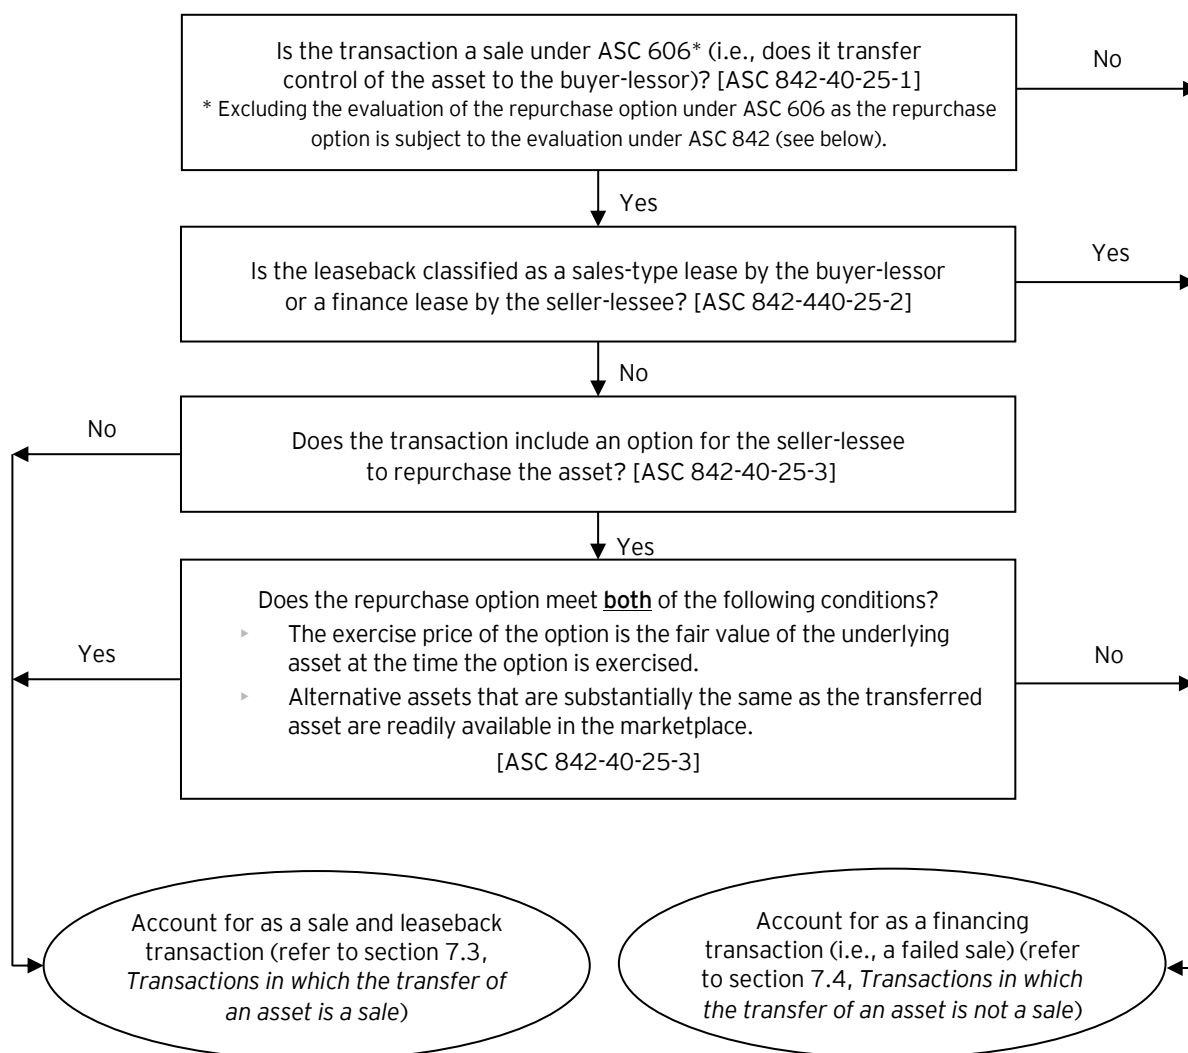 Is the transaction a sale under ASC 606* (i.e., does it transfer
control of the asset to the buyer-lessor)? [ASC 842-40-25-1]
* Excluding the evaluation of the repurchase option under ASC 606 as the repurchase
option is subject to the evaluation under ASC 842 (see below).
No
Yes
Is the leaseback classified as a sales-type lease by the buyer-lessor
or a finance lease by the seller-lessee? [ASC 842-440-25-2]
Yes
No
No
Does the transaction include an option for the seller-lessee
to repurchase the asset? [ASC 842-40-25-3]
Yes
Does the repurchase option meet both of the following conditions?
The exercise price of the option is the fair value of the underlying
asset at the time the option is exercised.
Alternative assets that are substantially the same as the transferred
asset are readily available in the marketplace.
[ASC 842-40-25-3]
Yes
No
Account for as a sale and leaseback
transaction (refer to section 7.3,
Transactions in which the transfer of
an asset is a sale)
Account for as a financing
transaction (i.e., a failed sale) (refer
to section 7.4, Transactions in which
the transfer of an asset is not a sale)